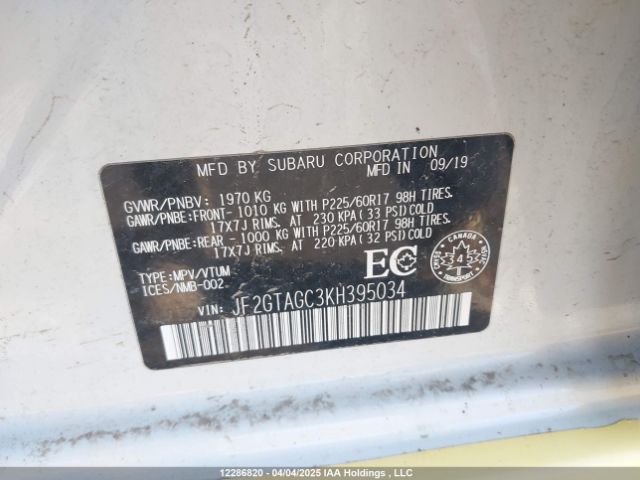 MFD BY SUBARU CORPORATION
MFD IN 09/19
GVWR/PNBV: 1970 KG
GAWR/PNBE:FRONT- 1010 KG WITH P225/60R17 98H TIRES.
17X7J RIMS, AT 230 KPA(33 PSI)COLD
GAWR/PNBE:REAR - 1000 KG WITH P225/60R17 98H TIRES.
17X7J RIMS, AT 220 KPA(32 PSI)COLD
TYPE:MPV/VTUM
ICES/NMB-002
EC
CANADA
345
TRANSPORT
VIN: JF2GTAGC3KH395034
12286820 - 04/04/2025 IAA Holdings , LLC